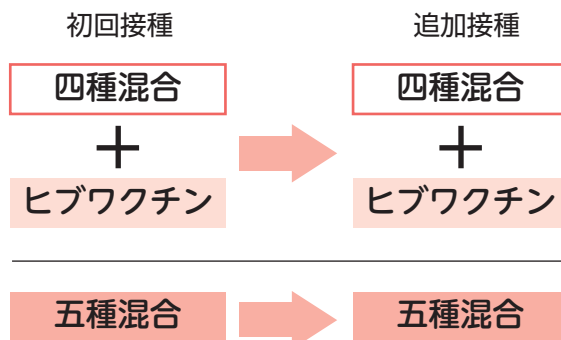 初回接種 追加接種
四種混合 四種混合
＋ ＋
ヒブワクチン ヒブワクチン
五種混合 五種混合